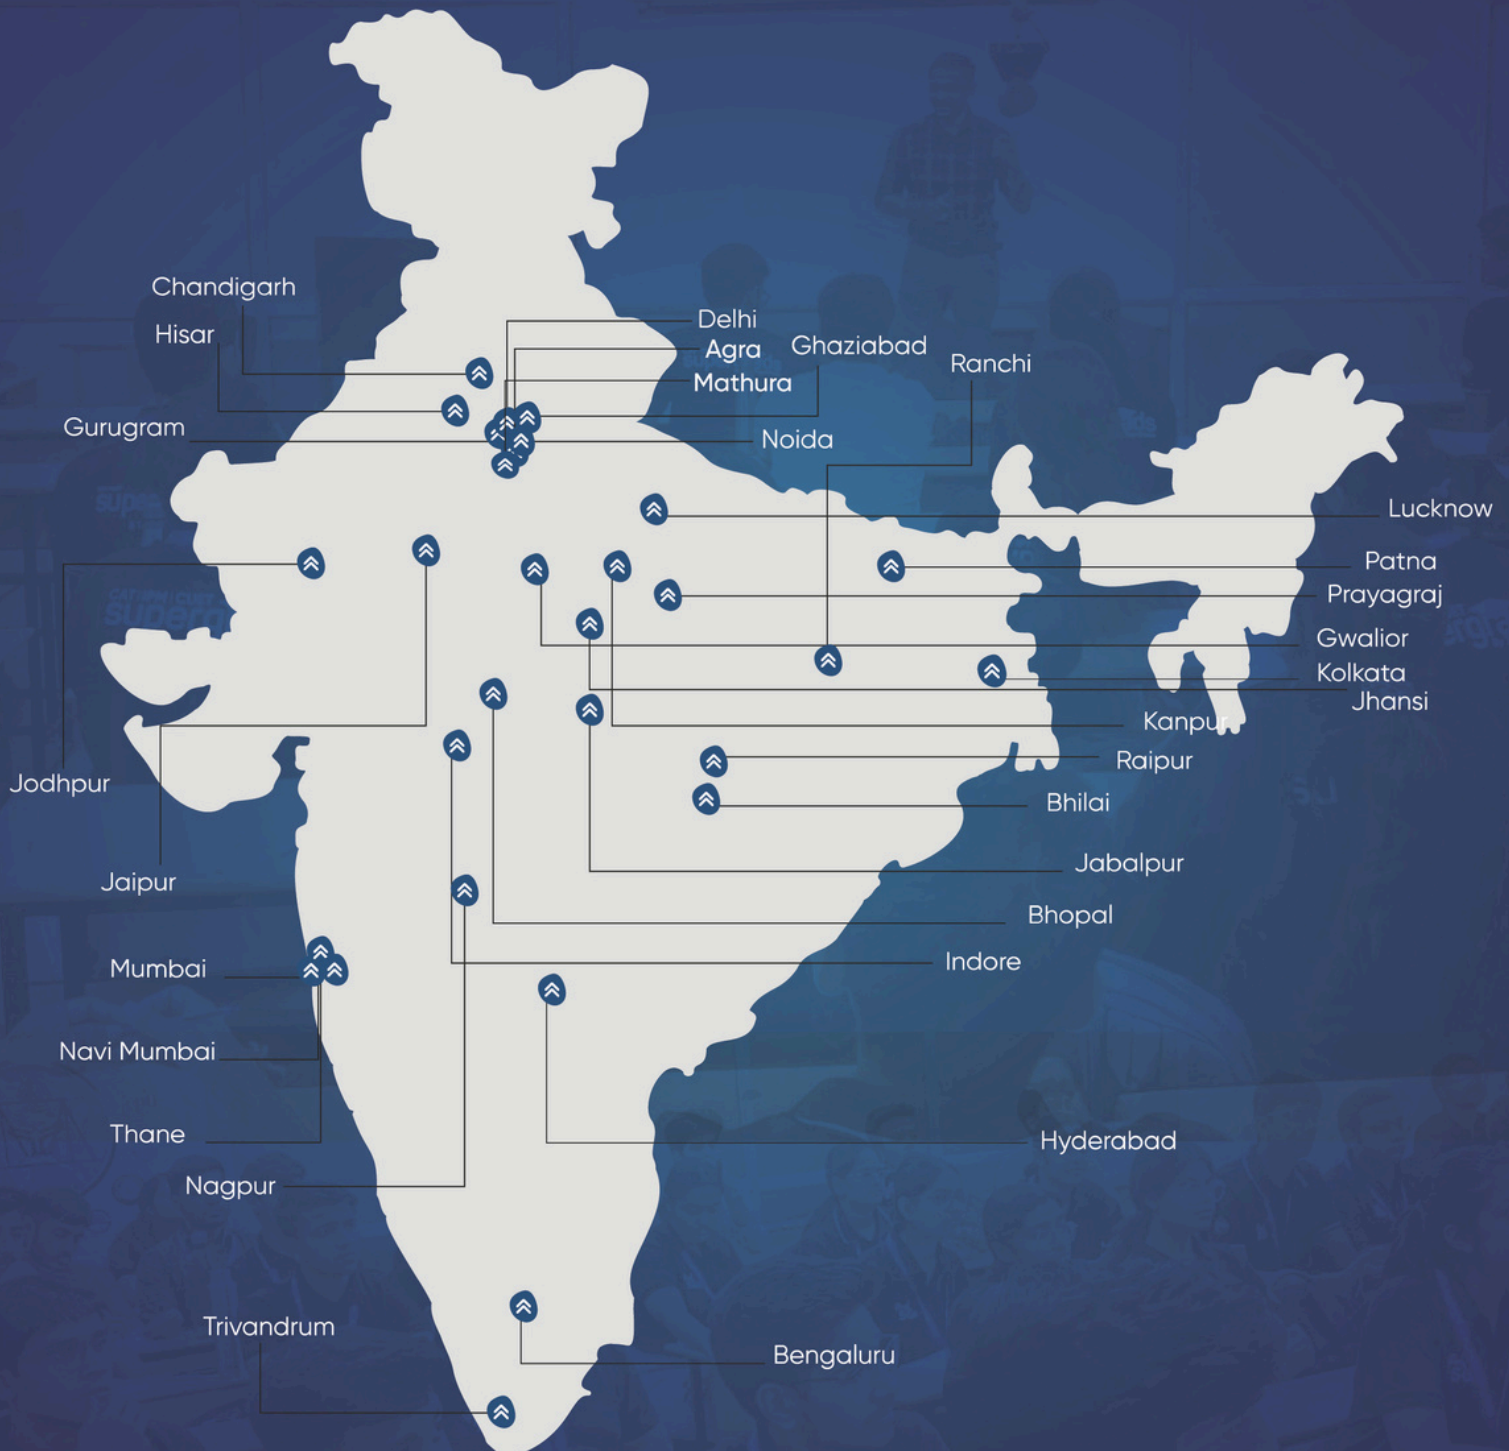 Chandigarh
Hisar
Gurugram
Delhi
Agra
Mathura
Ghaziabad
Ranchi
Noida
Lucknow
Patna
Prayagraj
Gwalior
Kolkata
Jhansi
Kanpur
Raipur
Bhilai
Jabalpur
Bhopal
Indore
Jodhpur
Jaipur
Mumbai
Navi Mumbai
Thane
Nagpur
Hyderabad
Trivandrum
Bengaluru